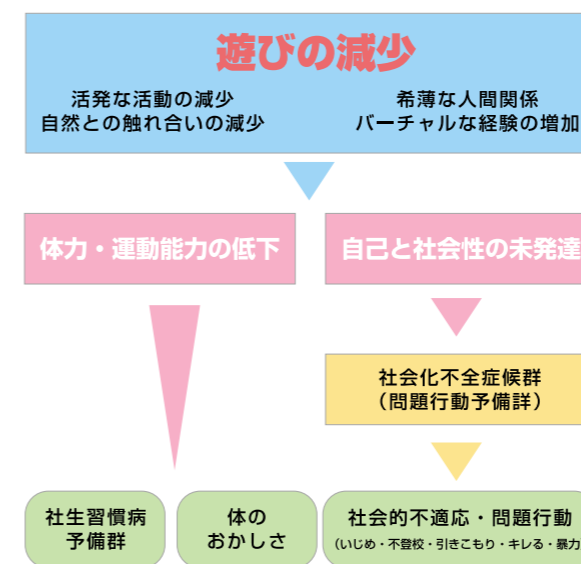 遊びの減少
活発な活動の減少
自然との触れ合いの減少
希薄な人間関係
バーチャルな経験の増加
体力・運動能力の低下
自己と社会性の未発達
社会化不全症候群
（問題行動予備詳）
社生習慣病
予備群
体の
おかしさ
社会的不適応・問題行動
（いじめ・不登校・引きこもり・キレる・暴力